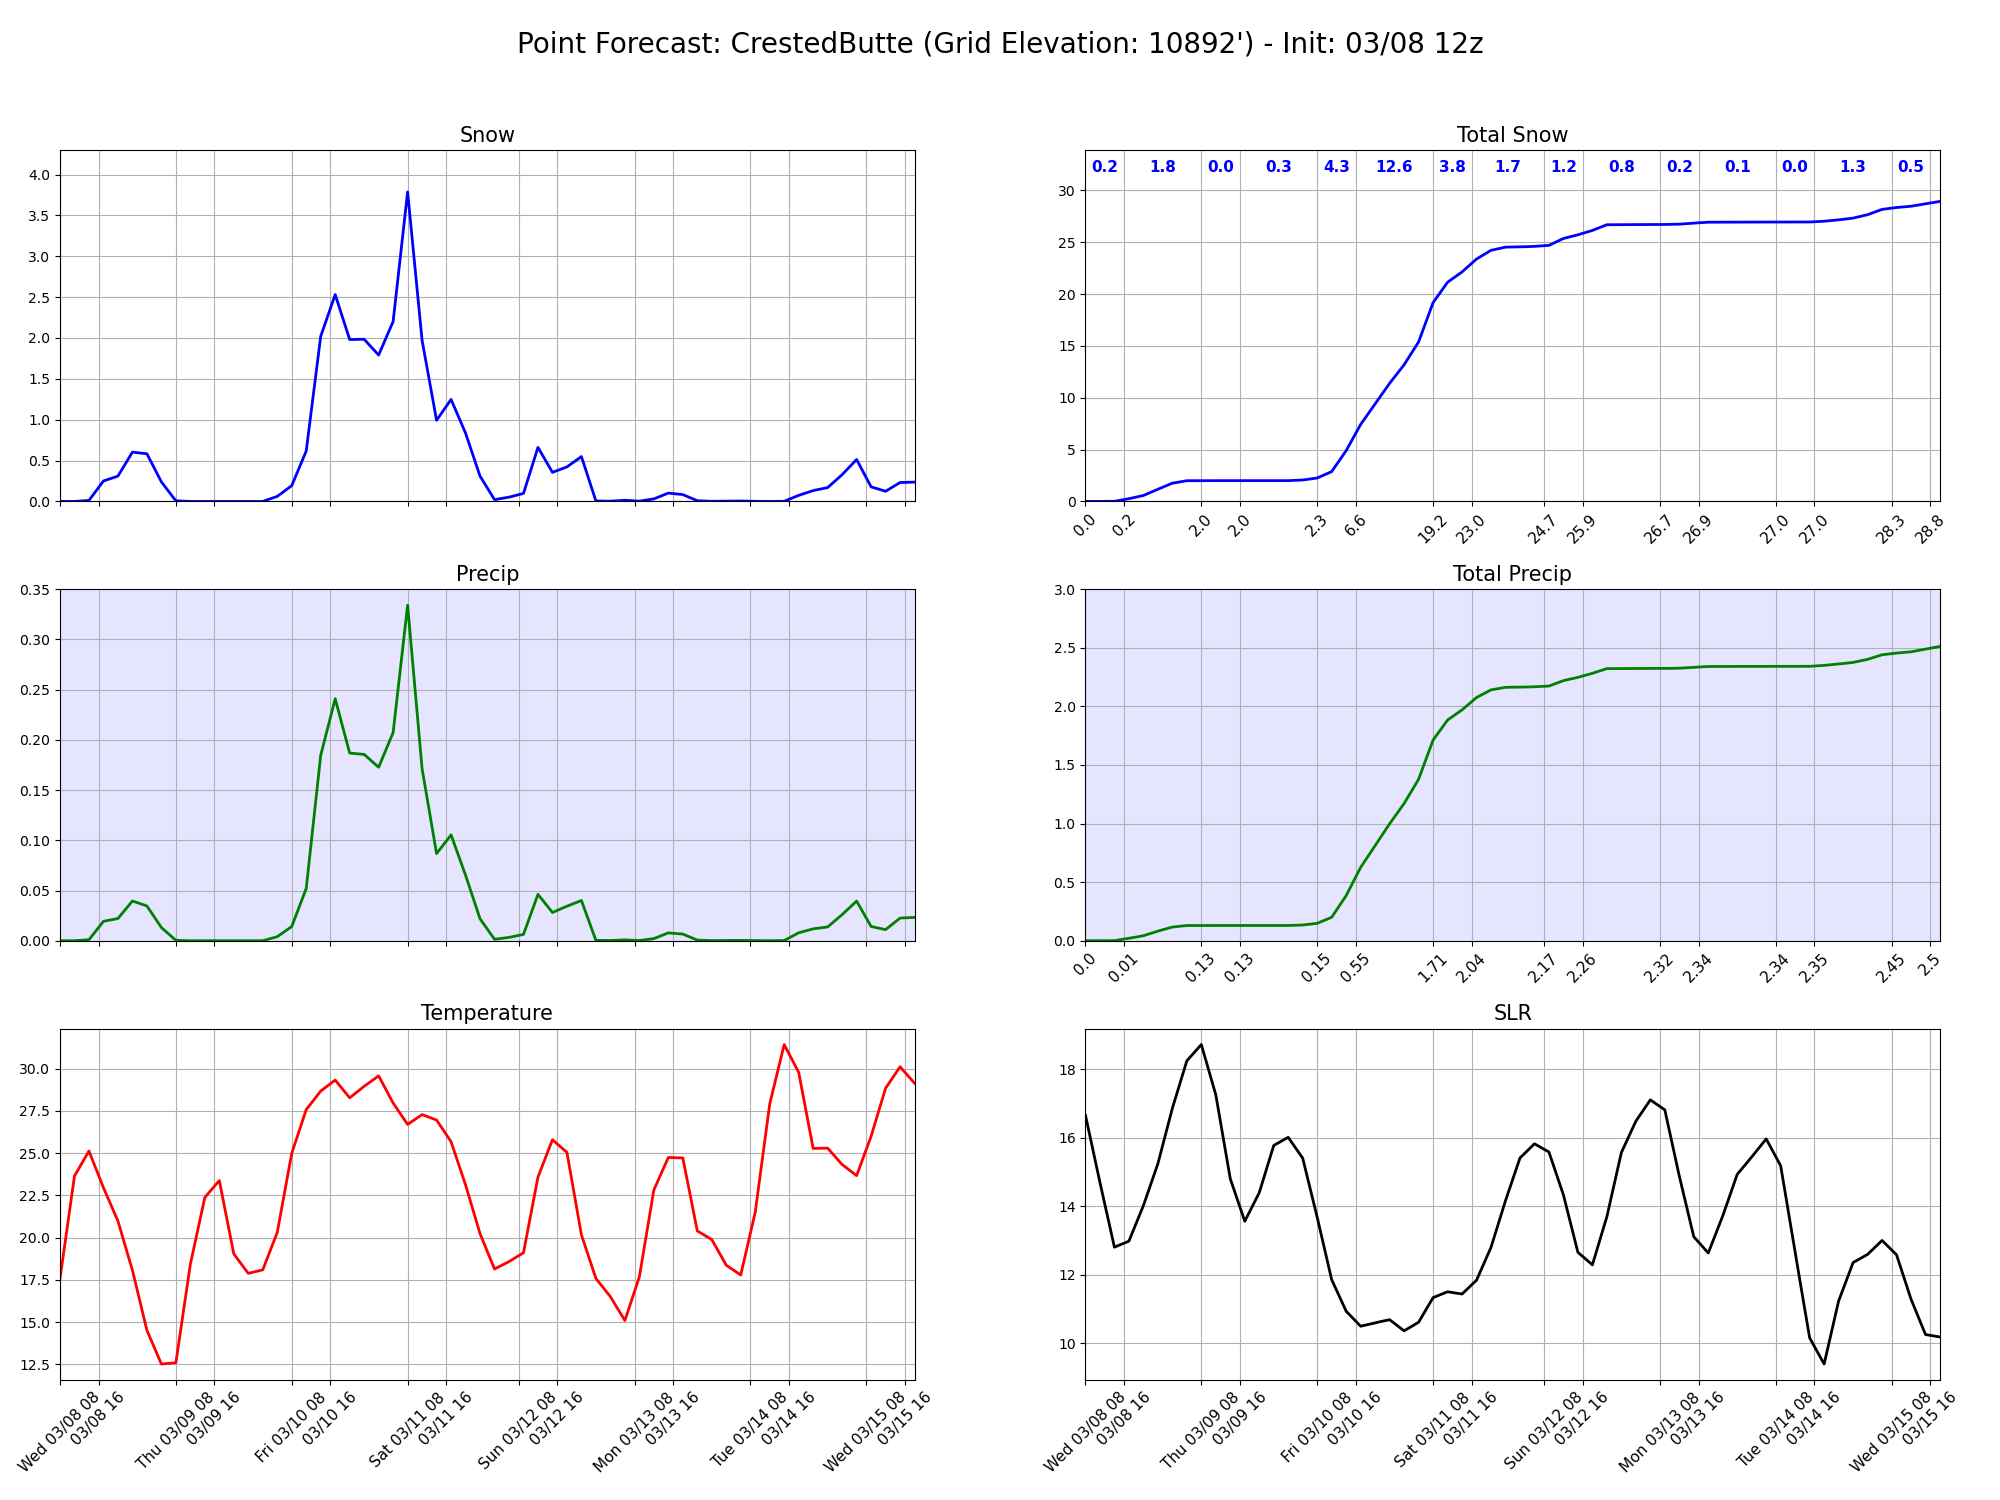 Point Forecast: CrestedButte (Grid Elevation: 10892') - Init: 03/08 12z
Snow
4.0
3.5
3.0
2.5
2.0
1.5
1.0
0.5
0.0
Total Snow
0.2 1.8 0.0 0.3 4.3 12.6 3.8 1.7 1.2 0.8 0.2 0.1 0.0 1.3 0.5
30
25
20
15
10
5
0
0.0 0.2 2.0 2.0 2.3 6.6 19.2 23.0 24.7 25.9 26.7 26.9 27.0 27.0 28.3 28.8
Precip
0.35
0.30
0.25
0.20
0.15
0.10
0.05
0.00
Total Precip
3.0
2.5
2.0
1.5
1.0
0.5
0.0
0.0 0.01 0.13 0.13 0.15 0.55 1.71 2.04 2.17 2.26 2.32 2.34 2.34 2.35 2.45 2.5
Temperature
30.0
27.5
25.0
22.5
20.0
17.5
15.0
12.5
Wed 03/08 08
03/08 16
Thu 03/09 08
03/09 16
Fri 03/10 08
03/10 16
Sat 03/11 08
03/11 16
Sun 03/12 08
03/12 16
Mon 03/13 08
03/13 16
Tue 03/14 08
03/14 16
Wed 03/15 08
03/15 16
SLR
18
16
14
12
10
Wed 03/08 08
03/08 16
Thu 03/09 08
03/09 16
Fri 03/10 08
03/10 16
Sat 03/11 08
03/11 16
Sun 03/12 08
03/12 16
Mon 03/13 08
03/13 16
Tue 03/14 08
03/14 16
Wed 03/15 08
03/15 16